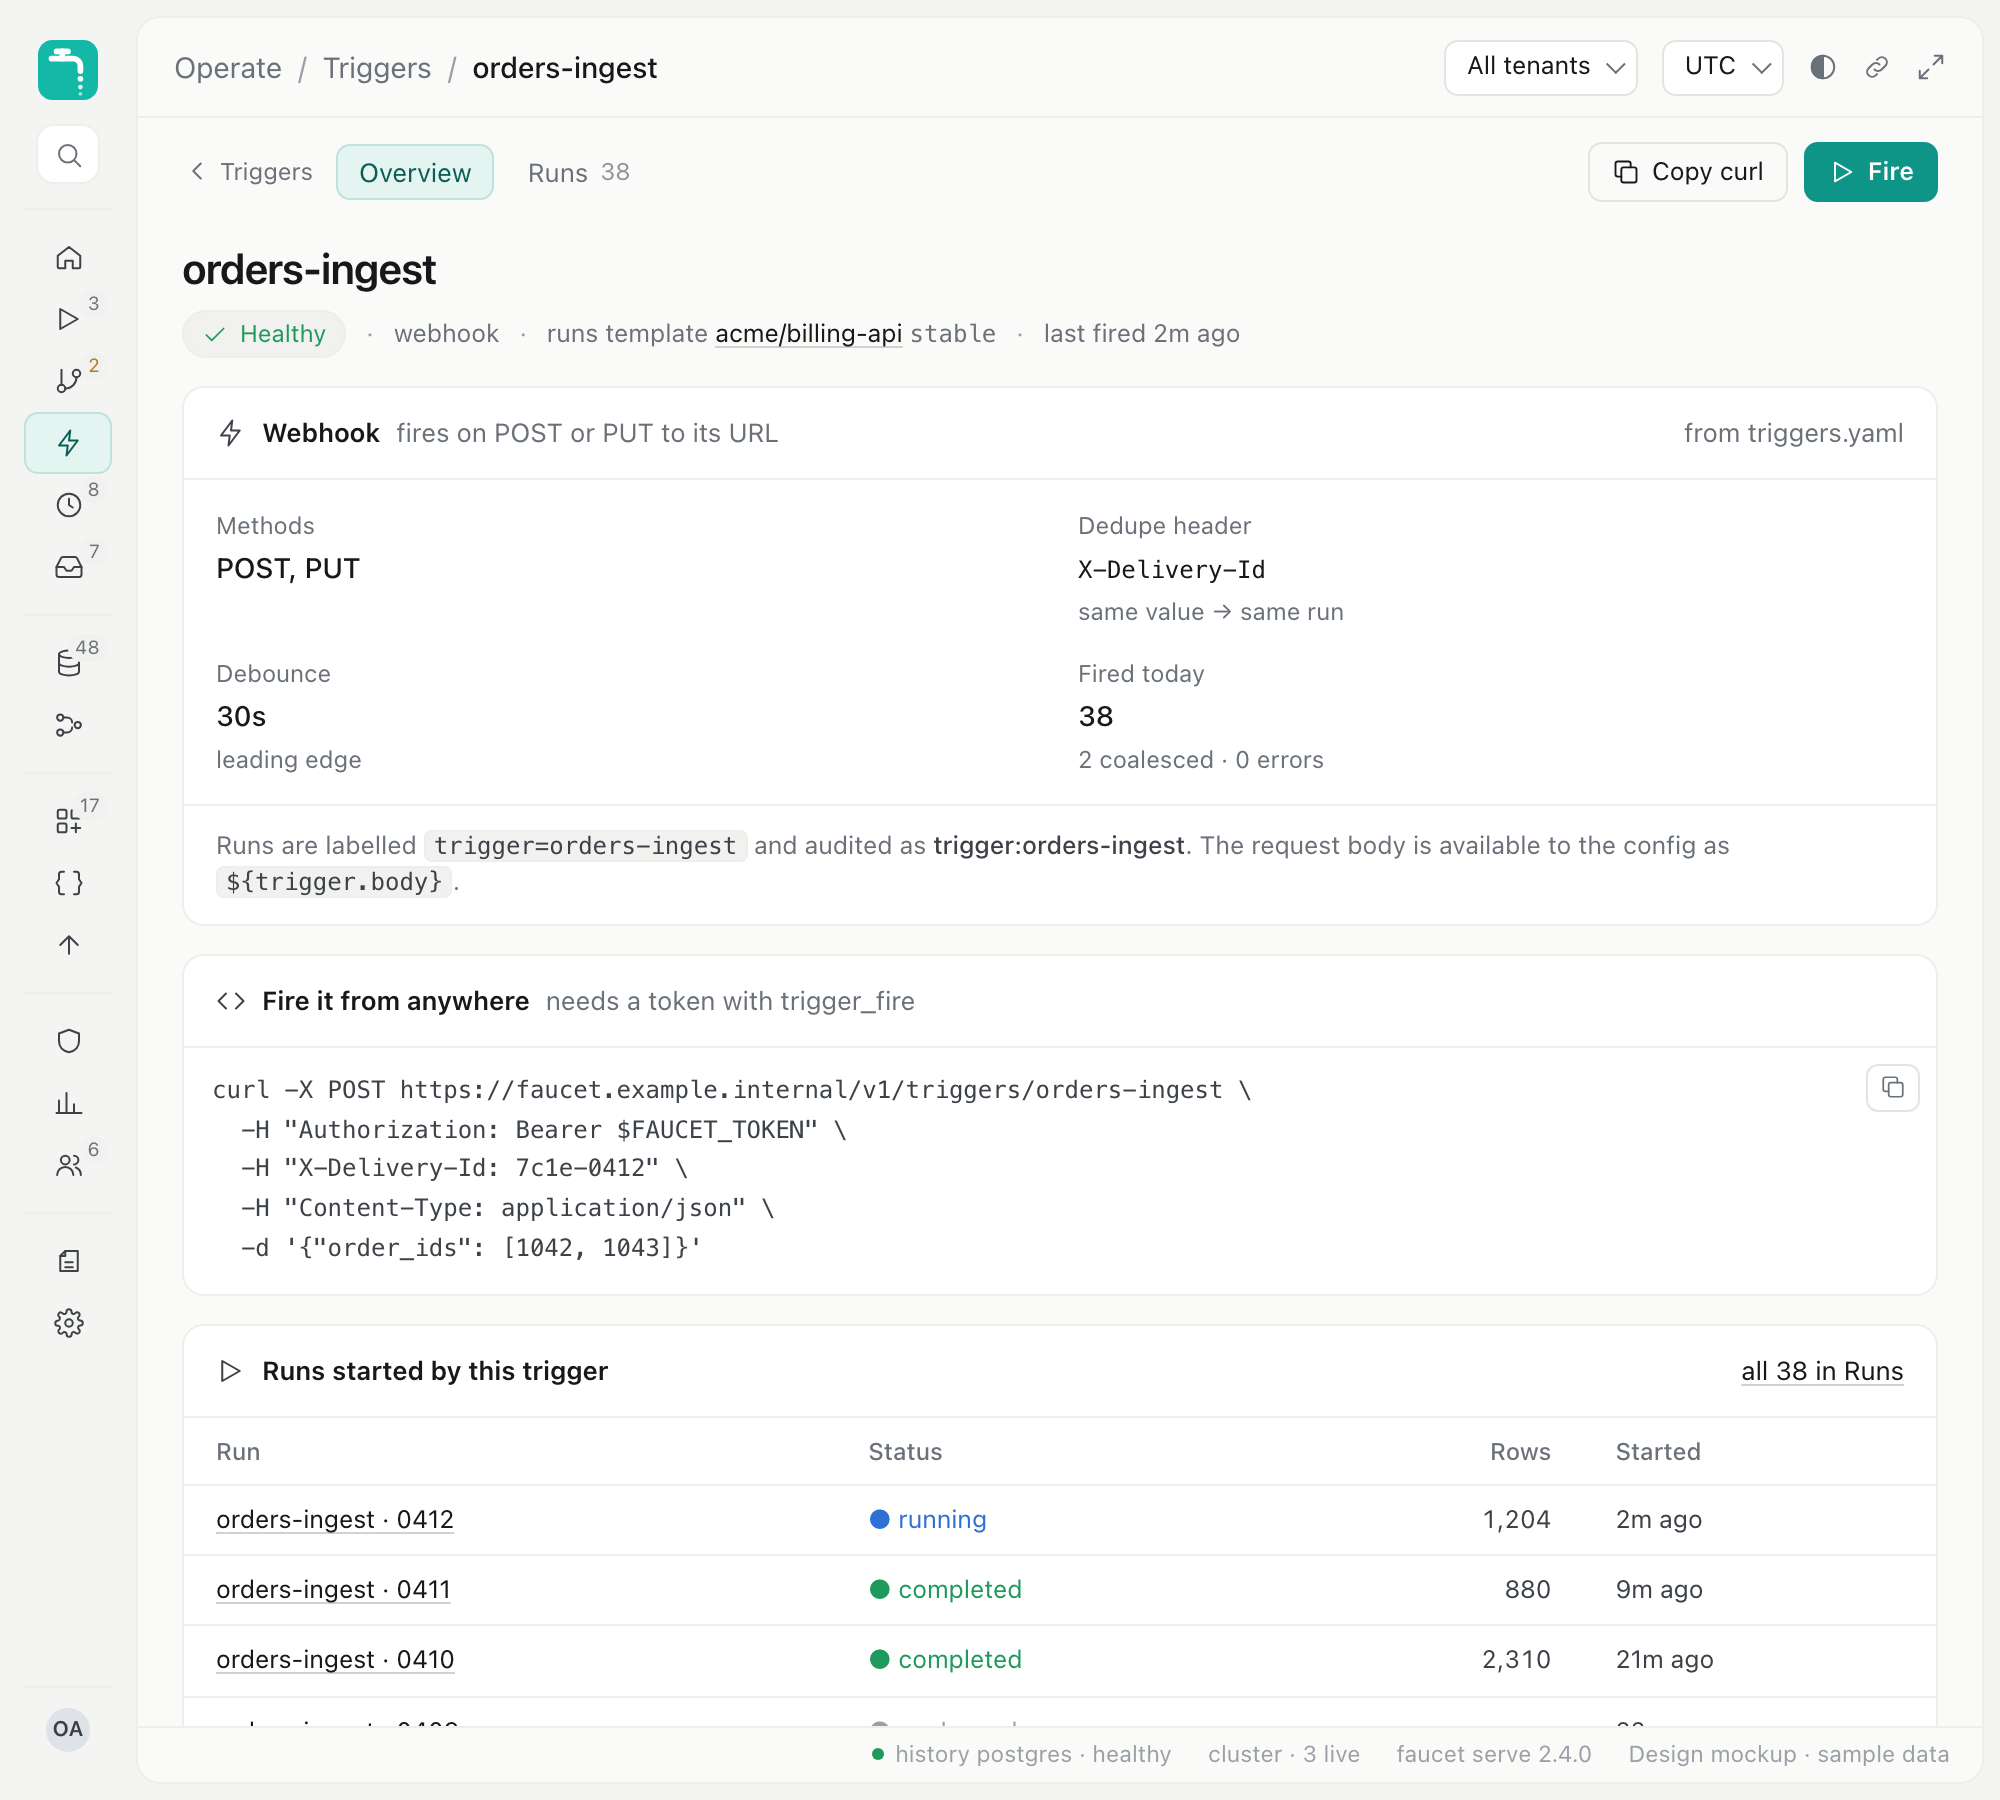 Operate / Triggers / orders-ingest
All tenants
UTC
Triggers
Overview
Runs 38
Copy curl
Fire
3
2
8
7
48
17
6
OA
orders-ingest
Healthy · webhook · runs template acme/billing-api stable · last fired 2m ago
Webhook fires on POST or PUT to its URL
from triggers.yaml
Methods
POST, PUT
Dedupe header
X-Delivery-Id
same value → same run
Debounce
30s
leading edge
Fired today
38
2 coalesced · 0 errors
Runs are labelled trigger=orders-ingest and audited as trigger:orders-ingest. The request body is available to the config as
${trigger.body}.
Fire it from anywhere needs a token with trigger_fire
curl -X POST https://faucet.example.internal/v1/triggers/orders-ingest \
-H "Authorization: Bearer $FAUCET_TOKEN" \
-H "X-Delivery-Id: 7c1e-0412" \
-H "Content-Type: application/json" \
-d '{"order_ids": [1042, 1043]}'
Runs started by this trigger
all 38 in Runs
Run Status Rows Started
orders-ingest · 0412 running 1,204 2m ago
orders-ingest · 0411 completed 880 9m ago
orders-ingest · 0410 completed 2,310 21m ago
history postgres · healthy
cluster · 3 live
faucet serve 2.4.0
Design mockup · sample data